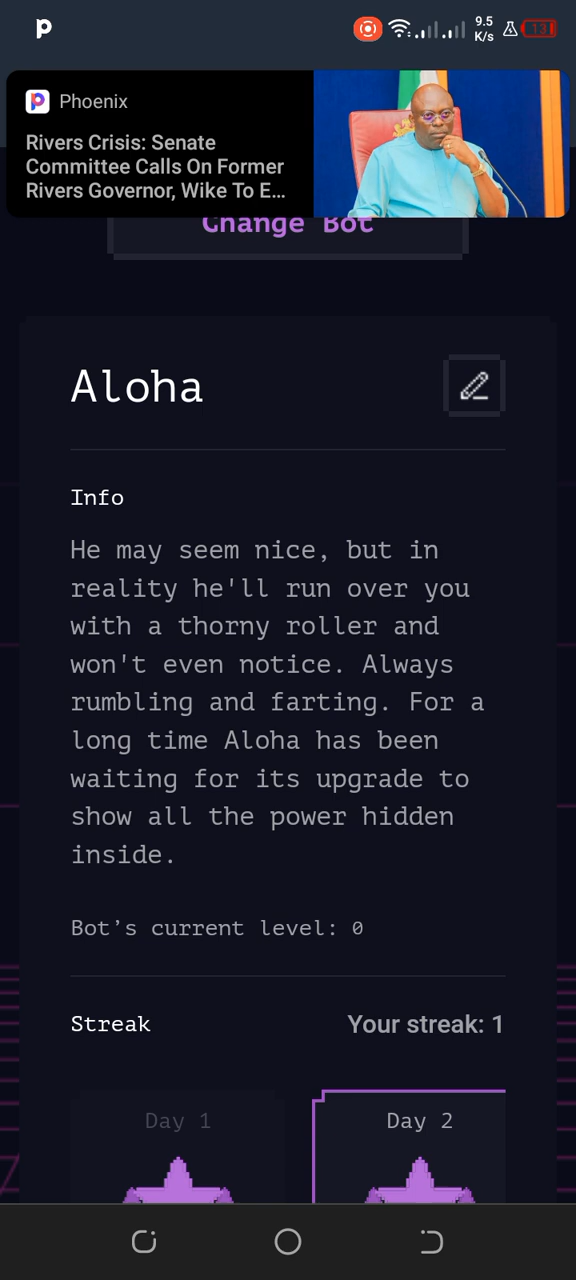 9.5
K/s
13
Phoenix
Rivers Crisis: Senate
Committee Calls On Former
Rivers Governor, Wike To E...
Change Bot
Aloha
Info
He may seem nice, but in
reality he'll run over you
with a thorny roller and
won't even notice. Always
rumbling and farting. For a
long time Aloha has been
waiting for its upgrade to
show all the power hidden
inside.
Bot's current level: 0
Streak
Your streak: 1
Day 1
Day 2